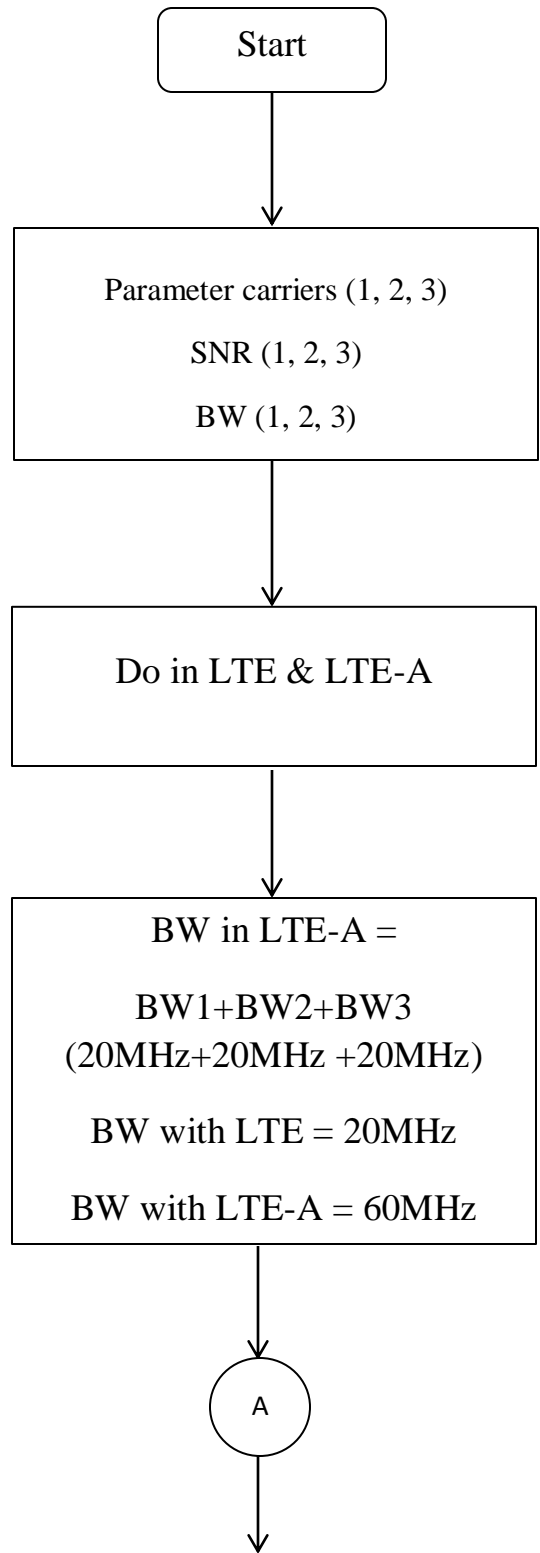 Start
Parameter carriers (1, 2, 3)
SNR (1, 2, 3)
BW (1, 2, 3)
Do in LTE & LTE-A
BW in LTE-A =
BW1+BW2+BW3
(20MHz+20MHz +20MHz)
BW with LTE = 20MHz
BW with LTE-A = 60MHz
A